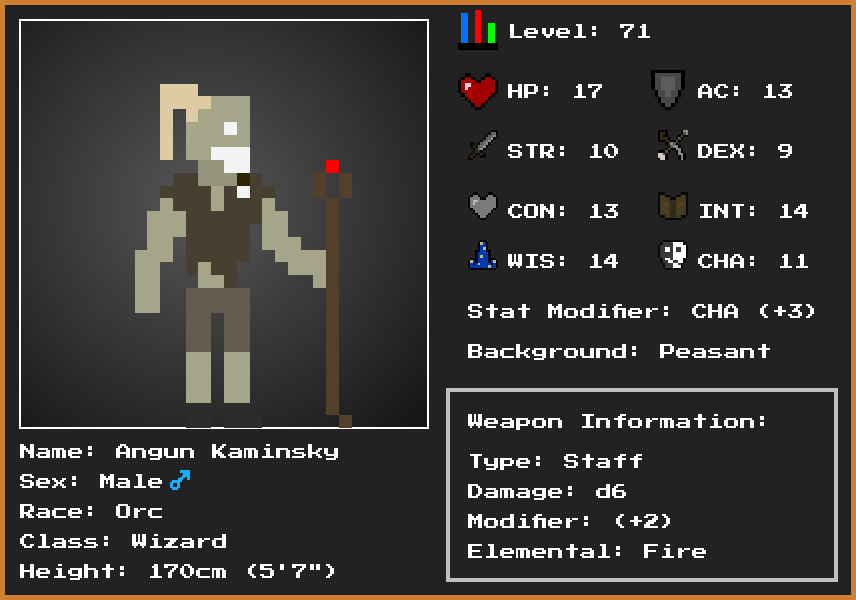 Level: 71
HP: 17 AC: 13
STR: 10 DEX: 9
CON: 13 INT: 14
WIS: 14 CHA: 11
Stat Modifier: CHA (+3)
Background: Peasant
Name: Angun Kaminsky
Sex: Male ♂
Race: Orc
Class: Wizard
Height: 170cm (5'7")
Weapon Information:
Type: Staff
Damage: d6
Modifier: (+2)
Elemental: Fire